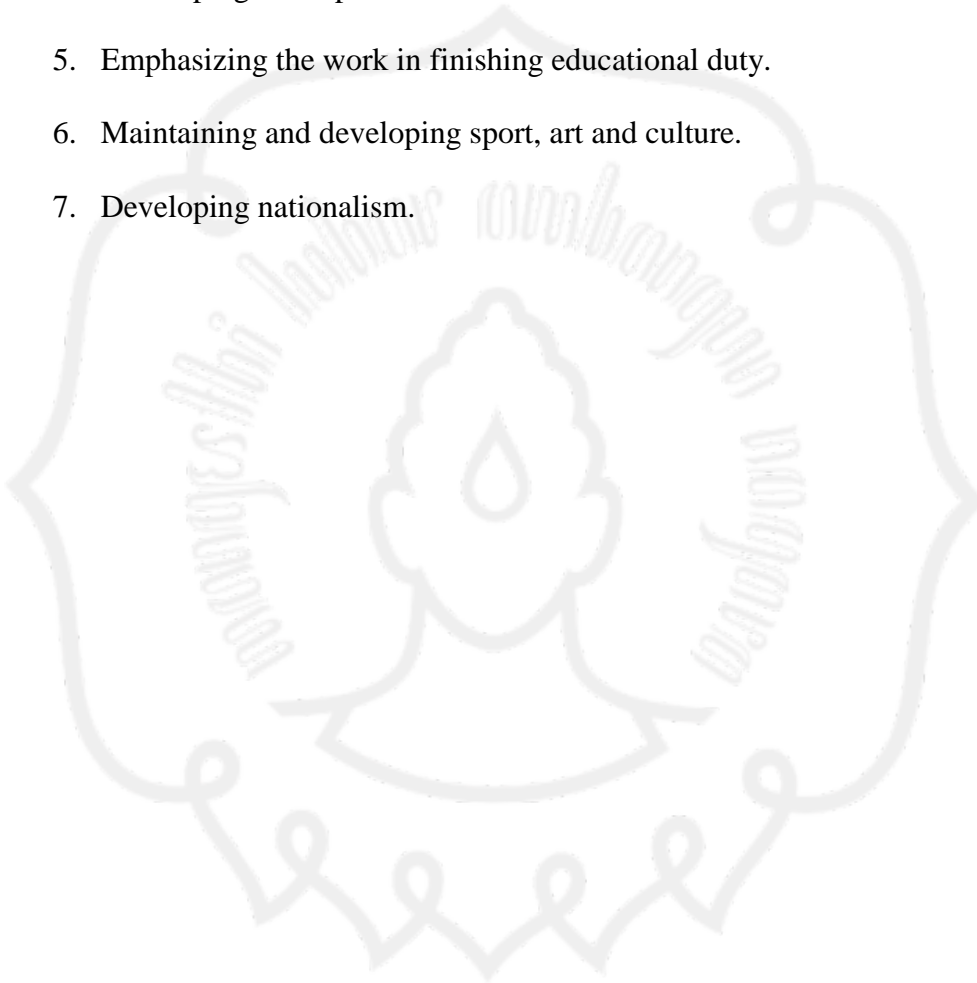 5. Emphasizing the work in finishing educational duty.
6. Maintaining and developing sport, art and culture.
7. Developing nationalism.